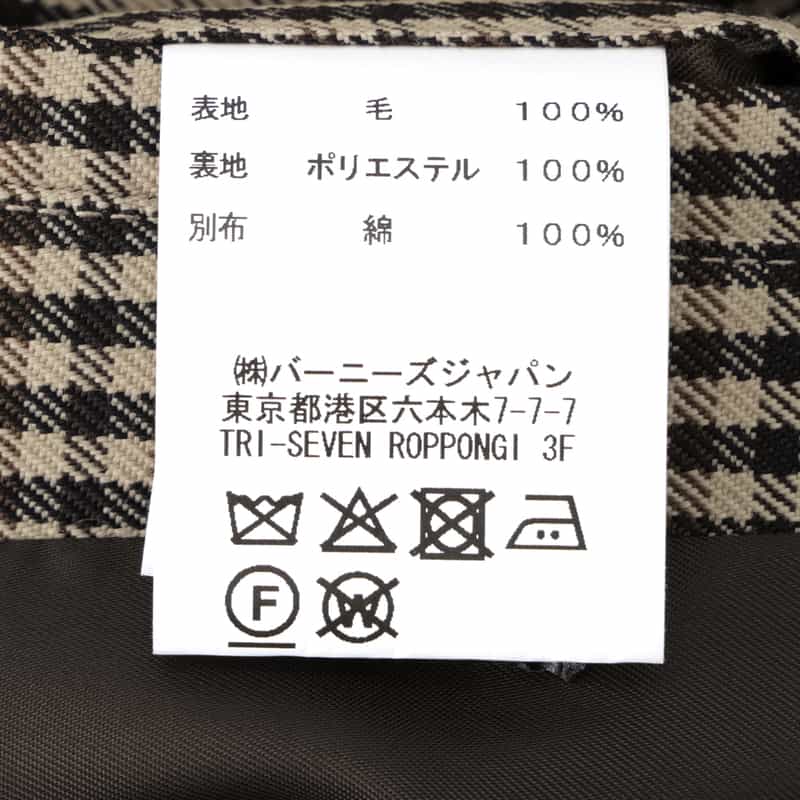 表地 毛 100%
裏地 ポリエステル 100%
別布 綿 100%
㈱バーニーズジャパン
東京都港区六本木7-7-7
TRI-SEVEN ROPPONGI 3F
F
W